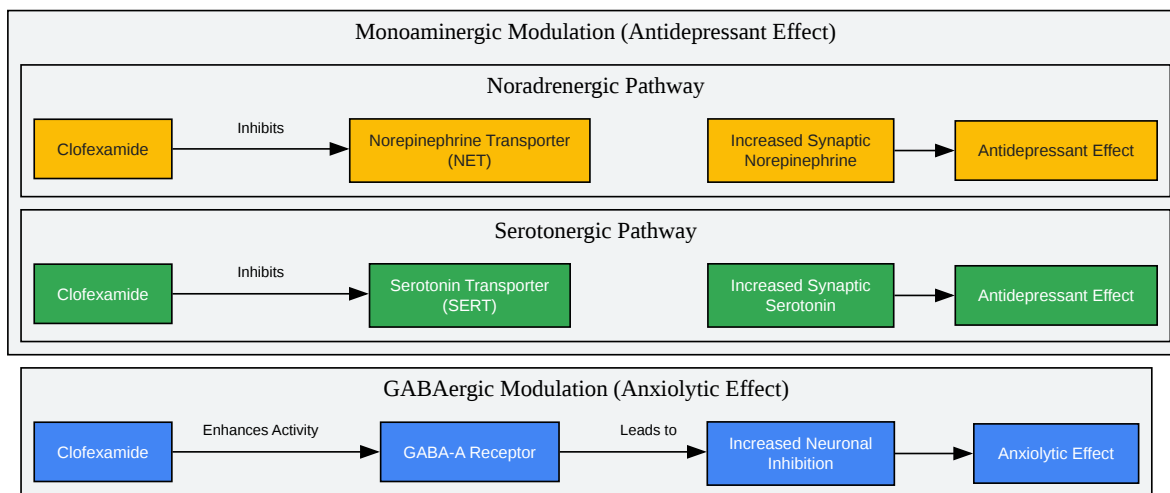 Monoaminergic Modulation (Antidepressant Effect)
Noradrenergic Pathway
Clofexamide
Inhibits
Norepinephrine Transporter
(NET)
Increased Synaptic
Norepinephrine
Antidepressant Effect
Serotonergic Pathway
Clofexamide
Inhibits
Serotonin Transporter
(SERT)
Increased Synaptic
Serotonin
Antidepressant Effect
GABAergic Modulation (Anxiolytic Effect)
Clofexamide
Enhances Activity
GABA-A Receptor
Leads to
Increased Neuronal
Inhibition
Anxiolytic Effect